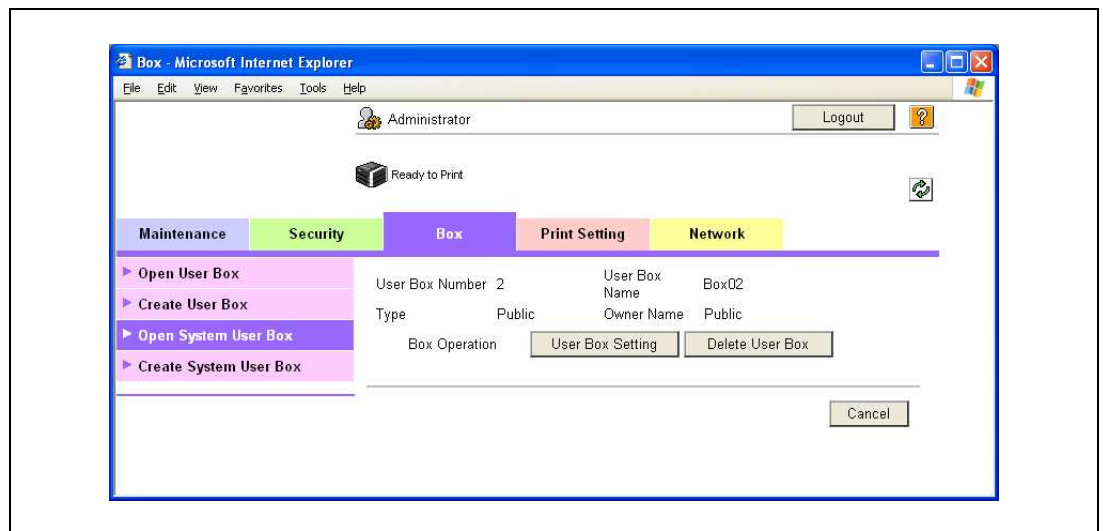 Box - Microsoft Internet Explorer
File Edit View Favorites Tools Help
Administrator Logout ?
Ready to Print
Maintenance Security Box Print Setting Network
Open User Box
Create User Box
Open System User Box
Create System User Box
User Box Number 2 User Box Name Box02
Type Public Owner Name Public
Box Operation User Box Setting Delete User Box
Cancel